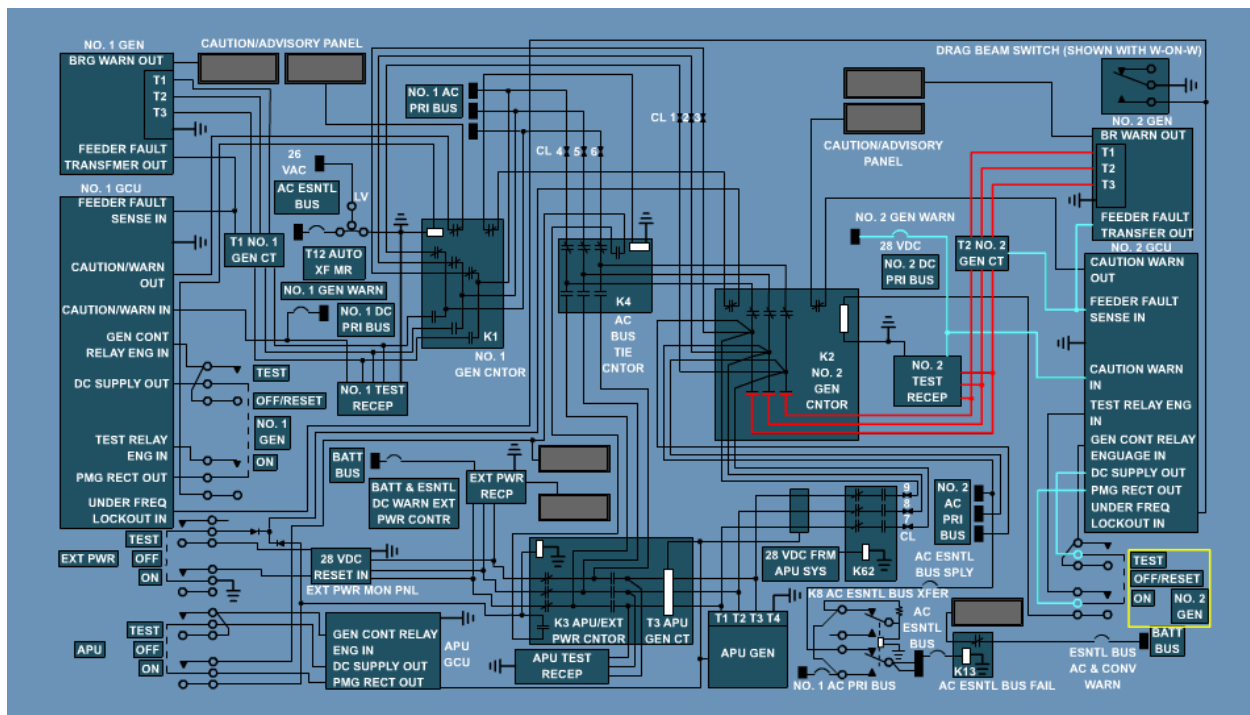 NO. 1 GEN
BRG WARN OUT
T1
T2
T3
FEEDER FAULT
TRANSFMER OUT
CAUTION/ADVISORY PANEL
NO. 1 AC
PRI BUS
CL 1 2 3
CL 4 5 6
DRAG BEAM SWITCH (SHOWN WITH W-ON-W)
CAUTION/ADVISORY
PANEL
NO. 2 GEN
BR WARN OUT
T1
T2
T3
FEEDER FAULT
TRANSFER OUT
NO. 1 GCU
FEEDER FAULT
SENSE IN
CAUTION/WARN
OUT
CAUTION/WARN IN
GEN CONT
RELAY ENG IN
DC SUPPLY OUT
TEST RELAY
ENG IN
PMG RECT OUT
UNDER FREQ
LOCKOUT IN
26
VAC
AC ESNTL
BUS
LV
T1 NO. 1
GEN CT
T12 AUTO
XF MR
NO. 1 GEN WARN
NO. 1 DC
PRI BUS
K1
NO. 1
GEN CNTOR
NO. 1 TEST
RECEP
TEST
OFF/RESET
NO. 1
GEN
ON
K4
AC
BUS
TIE
CNTOR
K2
NO. 2
GEN
CNTOR
NO. 2 GEN WARN
28 VDC
NO. 2 DC
PRI BUS
T2 NO. 2
GEN CT
NO. 2
TEST
RECEP
NO. 2 GCU
CAUTION WARN
OUT
FEEDER FAULT
SENSE IN
CAUTION WARN
IN
TEST RELAY ENG
IN
GEN CONT RELAY
ENGUAGE IN
DC SUPPLY OUT
PMG RECT OUT
UNDER FREQ
LOCKOUT IN
BATT
BUS
BATT & ESNTL
DC WARN EXT
PWR CONTR
EXT PWR
RECP
9
8
7
CL
NO. 2
AC
PRI
BUS
AC ESNTL
BUS SPLY
28 VDC FRM
APU SYS
K62
EXT PWR
TEST
OFF
ON
28 VDC
RESET IN
EXT PWR MON PNL
K3 APU/EXT
PWR CNTOR
T3 APU
GEN CT
K8 AC ESNTL BUS XFER
AC
ESNTL
BUS
TEST
OFF/RESET
ON
NO. 2
GEN
APU
TEST
OFF
ON
GEN CONT RELAY
ENG IN
DC SUPPLY OUT
PMG RECT OUT
APU
GCU
APU TEST
RECEP
T1 T2 T3 T4
APU GEN
NO. 1 AC PRI BUS
K13
AC ESNTL BUS FAIL
ESNTL BUS
AC & CONV
WARN
BATT
BUS